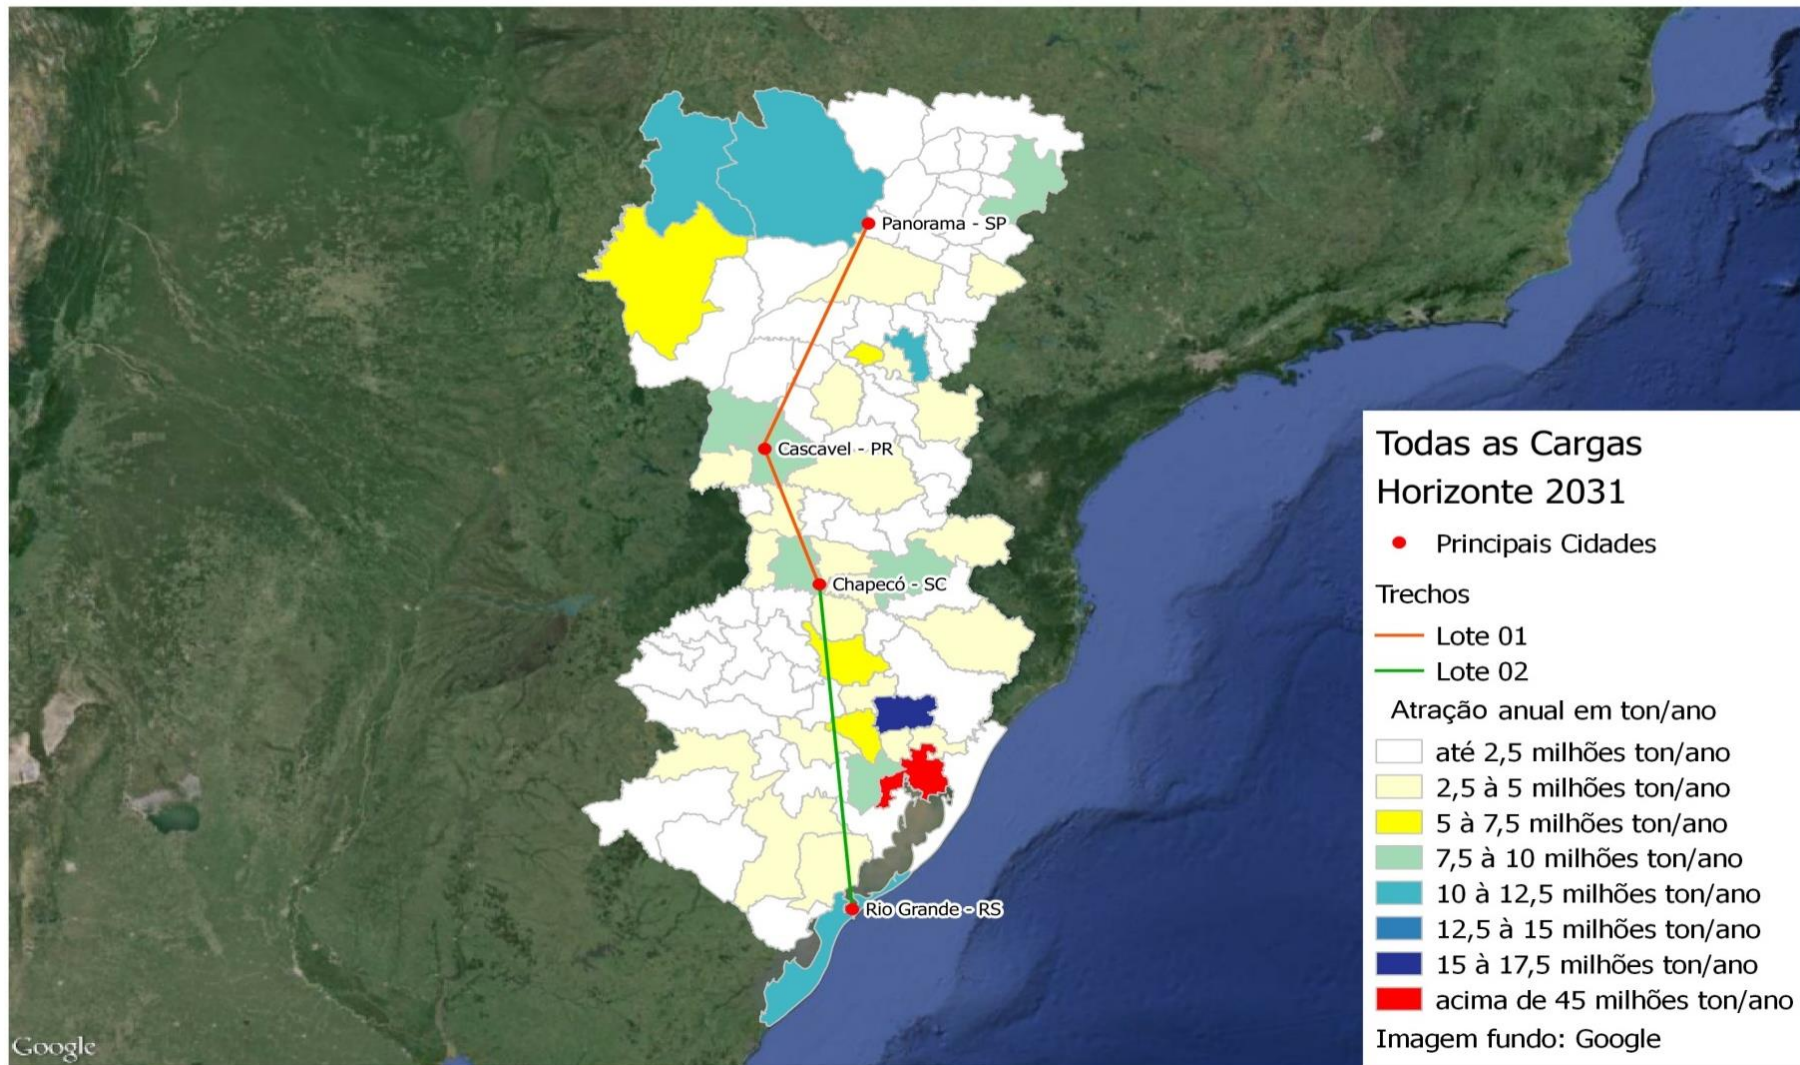 Panorama - SP
Cascavel - PR
Chapecó - SC
Rio Grande - RS
Todas as Cargas
Horizonte 2031
Principais Cidades
Trechos
Lote 01
Lote 02
Atração anual em ton/ano
até 2,5 milhões ton/ano
2,5 à 5 milhões ton/ano
5 à 7,5 milhões ton/ano
7,5 à 10 milhões ton/ano
10 à 12,5 milhões ton/ano
12,5 à 15 milhões ton/ano
15 à 17,5 milhões ton/ano
acima de 45 milhões ton/ano
Imagem fundo: Google
Google